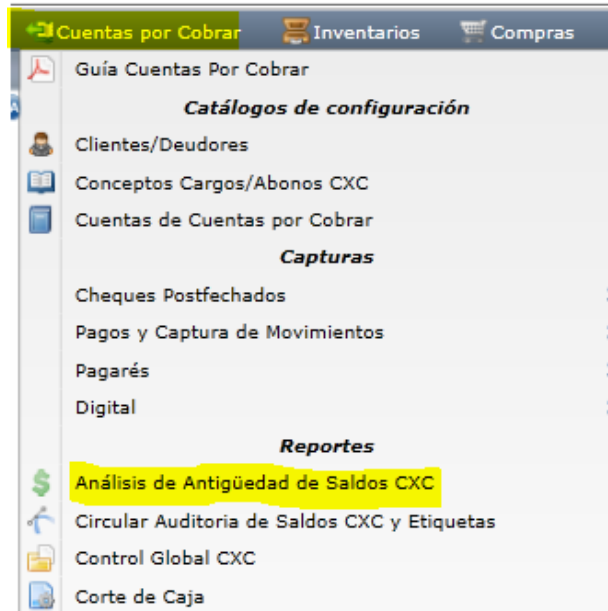 Cuentas por Cobrar Inventarios Compras
Guía Cuentas Por Cobrar
Catálogos de configuración
Clientes/Deudores
Conceptos Cargos/Abonos CXC
Cuentas de Cuentas por Cobrar
Capturas
Cheques Postfechados
Pagos y Captura de Movimientos
Pagarés
Digital
Reportes
Análisis de Antigüedad de Saldos CXC
Circular Auditoria de Saldos CXC y Etiquetas
Control Global CXC
Corte de Caja